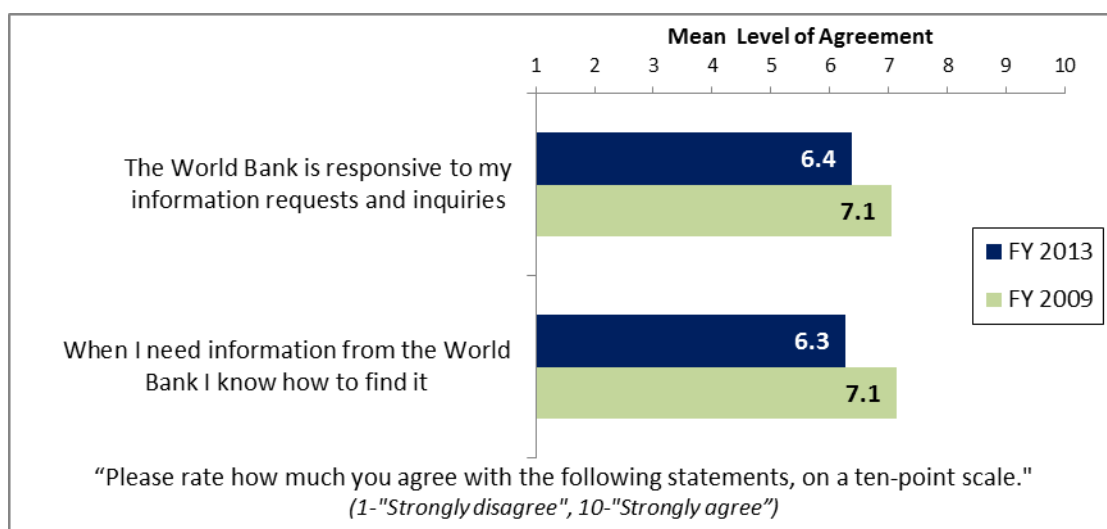 Mean Level of Agreement
1 2 3 4 5 6 7 8 9 10
The World Bank is responsive to my
information requests and inquiries
6.4
7.1
FY 2013
FY 2009
When I need information from the World
Bank I know how to find it
6.3
7.1
“Please rate how much you agree with the following statements, on a ten-point scale."
(1-"Strongly disagree", 10-"Strongly agree”)